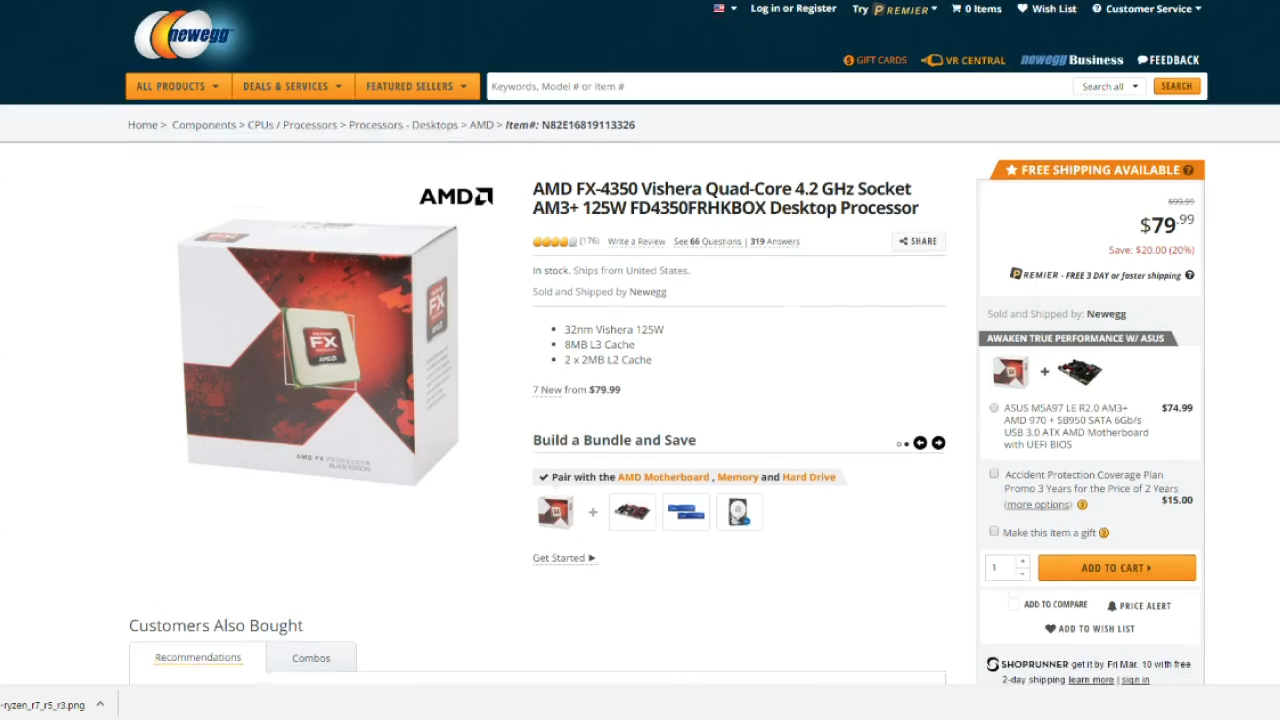 newegg
Log in or Register
Try PREMIER
0 Items
Wish List
Customer Service
GIFT CARDS
VR CENTRAL
newegg Business
FEEDBACK
ALL PRODUCTS
DEALS & SERVICES
FEATURED SELLERS
Keywords, Model # or Item #
Search all
SEARCH
Home > Components > CPUs / Processors > Processors - Desktops > AMD > Item#: N82E16819113326
AMD
FX
AMD
FX
AMD FX PROCESSOR
BLACK EDITION
AMD FX-4350 Vishera Quad-Core 4.2 GHz Socket
AM3+ 125W FD4350FRHKBOX Desktop Processor
(176) Write a Review See 66 Questions | 319 Answers
SHARE
In stock. Ships from United States.
Sold and Shipped by Newegg
• 32nm Vishera 125W
• 8MB L3 Cache
• 2 x 2MB L2 Cache
7 New from $79.99
Build a Bundle and Save
Pair with the AMD Motherboard , Memory and Hard Drive
+
Get Started
FREE SHIPPING AVAILABLE
$99.99
$79.99
Save: $20.00 (20%)
PREMIER - FREE 3 DAY or faster shipping
Sold and Shipped by: Newegg
AWAKEN TRUE PERFORMANCE W/ ASUS
+
ASUS M5A97 LE R2.0 AM3+ $74.99
AMD 970 + SB950 SATA 6Gb/s
USB 3.0 ATX AMD Motherboard
with UEFI BIOS
Accident Protection Coverage Plan
Promo 3 Years for the Price of 2 Years
(more options) $15.00
Make this item a gift
1
ADD TO CART
ADD TO COMPARE
PRICE ALERT
ADD TO WISH LIST
SHOPRUNNER get it by Fri Mar. 10 with free
2-day shipping learn more | sign in
Customers Also Bought
Recommendations
Combos
-ryzen_r7_r5_r3.png